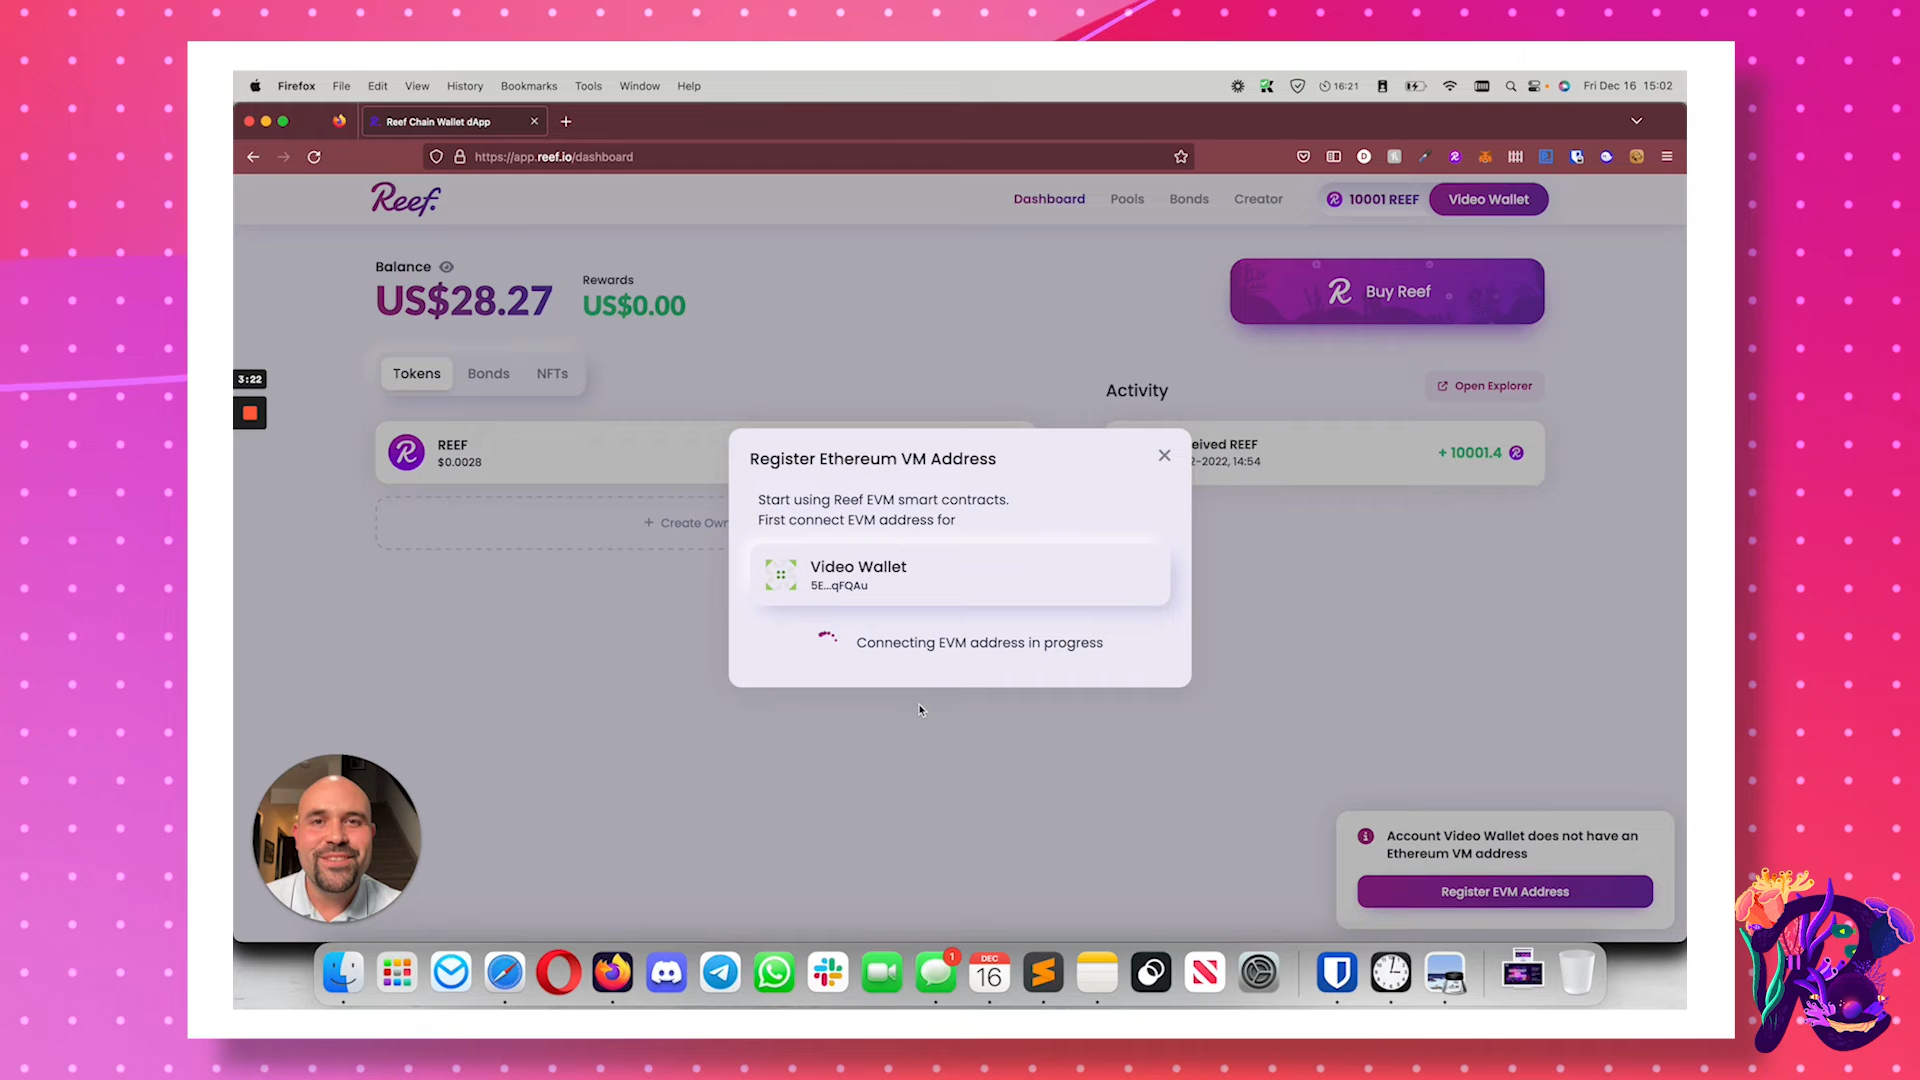 Firefox File Edit View History Bookmarks Tools Window Help
16:21
Fri Dec 16 15:02
Reef Chain Wallet dApp
https://app.reef.io/dashboard
Reef.
Dashboard Pools Bonds Creator
10001 REEF
Video Wallet
Balance
US$28.27
Rewards
US$0.00
Buy Reef
Tokens Bonds NFTs
Activity
Open Explorer
3:22
REEF
$0.0028
eived REEF
2-2022, 14:54
+ 10001.4
+ Create Own
Register Ethereum VM Address
Start using Reef EVM smart contracts.
First connect EVM address for
Video Wallet
5E...qFQAu
Connecting EVM address in progress
Account Video Wallet does not have an
Ethereum VM address
Register EVM Address
1
DEC
16